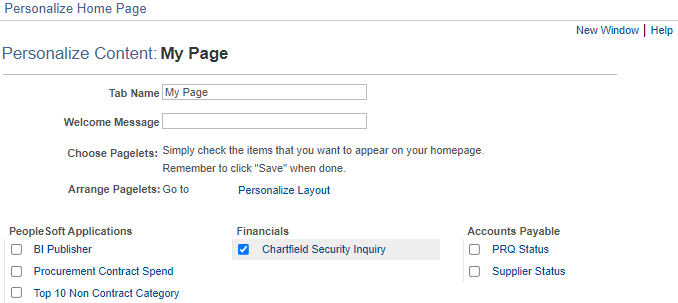 Personalize Home Page
New Window | Help
Personalize Content: My Page
Tab Name My Page
Welcome Message
Choose Pagelets: Simply check the items that you want to appear on your homepage.
Remember to click "Save" when done.
Arrange Pagelets: Go to Personalize Layout
PeopleSoft Applications Financials Accounts Payable
BI Publisher Chartfield Security Inquiry PRQ Status
Procurement Contract Spend Supplier Status
Top 10 Non Contract Category